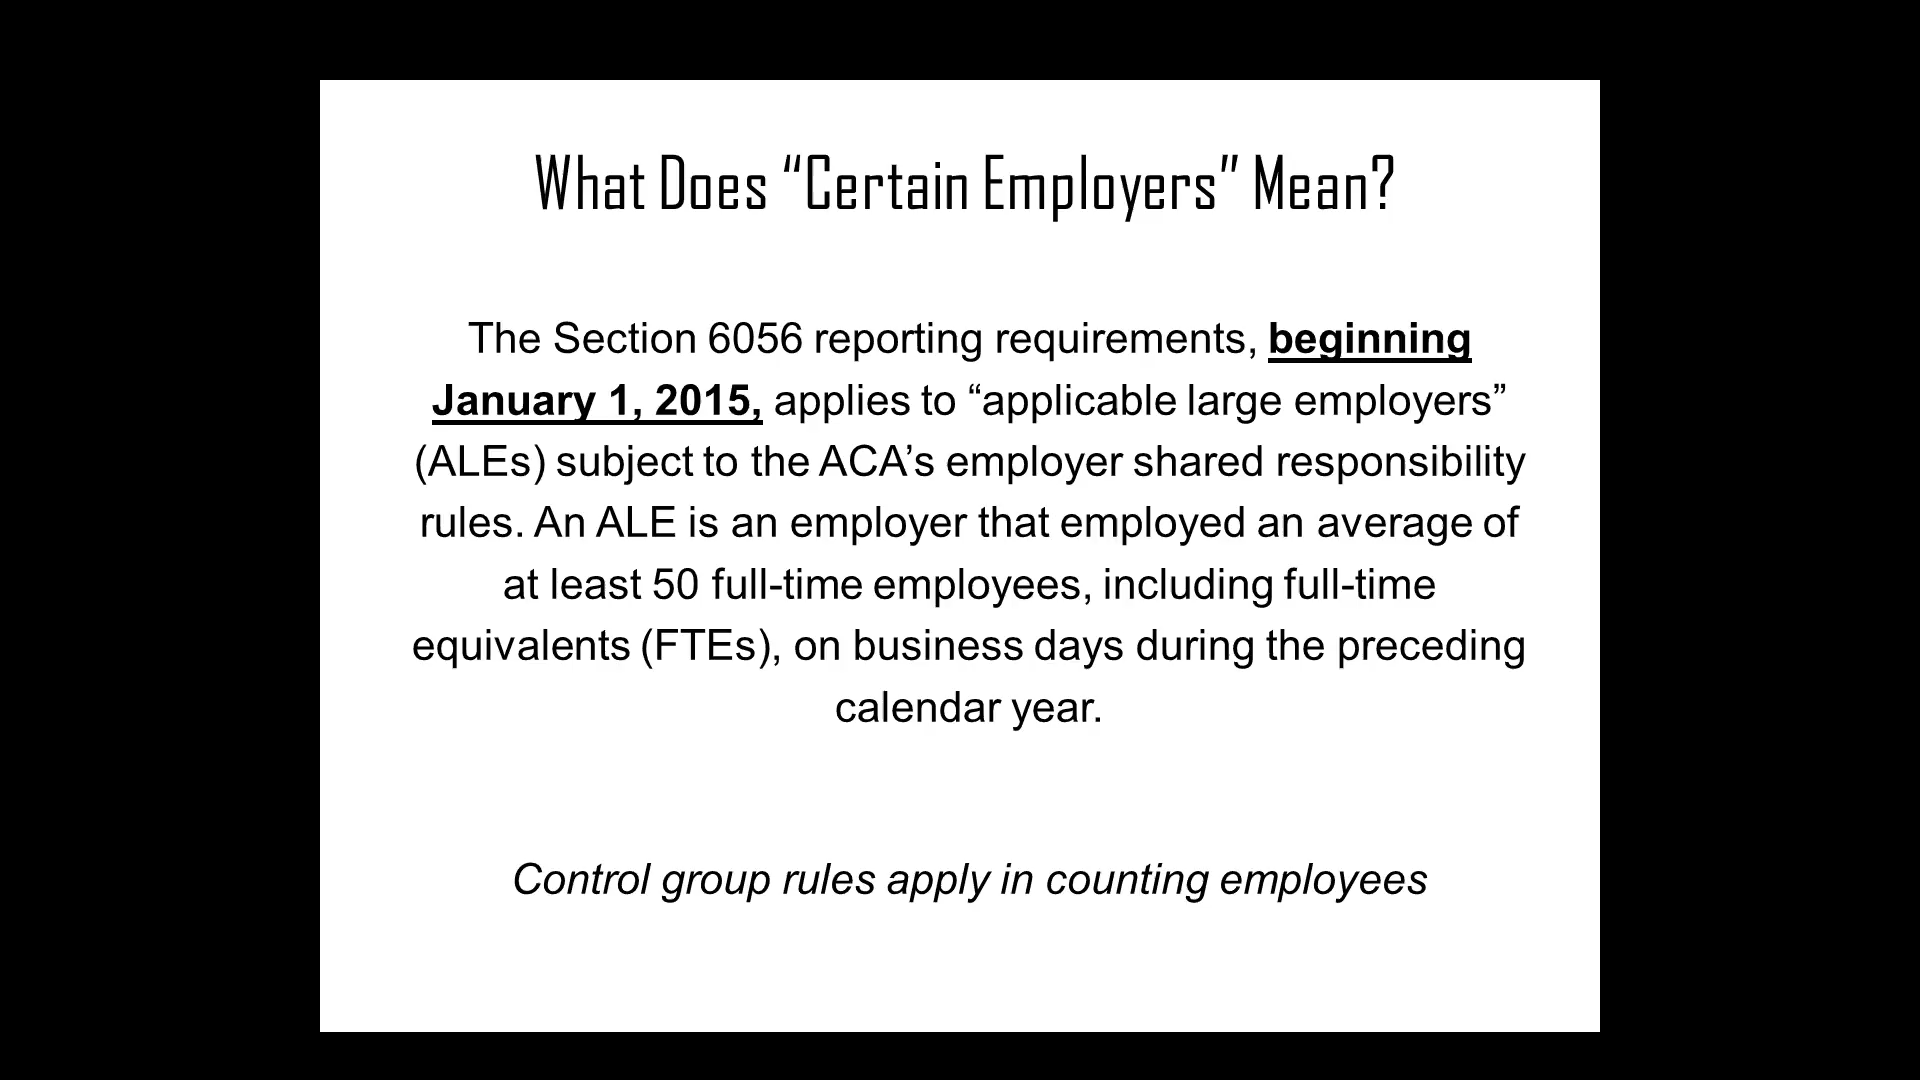 What Does “Certain Employers” Mean?
The Section 6056 reporting requirements, beginning
January 1, 2015, applies to “applicable large employers”
(ALEs) subject to the ACA’s employer shared responsibility
rules. An ALE is an employer that employed an average of
at least 50 full-time employees, including full-time
equivalents (FTEs), on business days during the preceding
calendar year.
Control group rules apply in counting employees